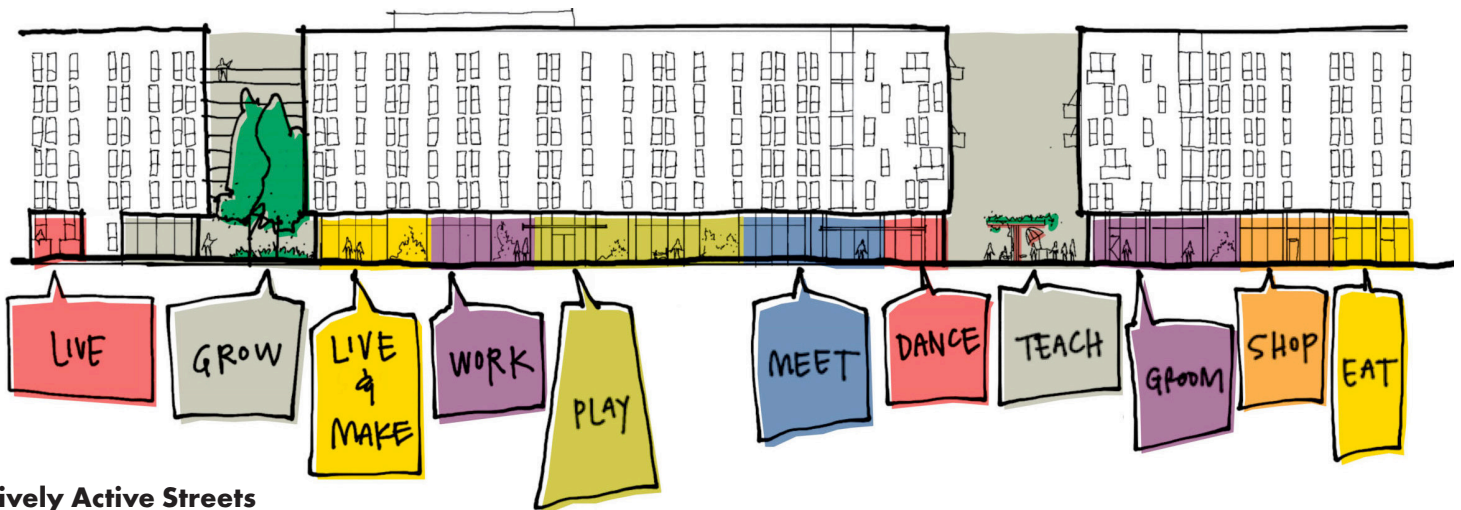 LIVE
GROW
LIVE
&
MAKE
WORK
PLAY
MEET
DANCE
TEACH
GROOM
SHOP
EAT
ively Active Streets